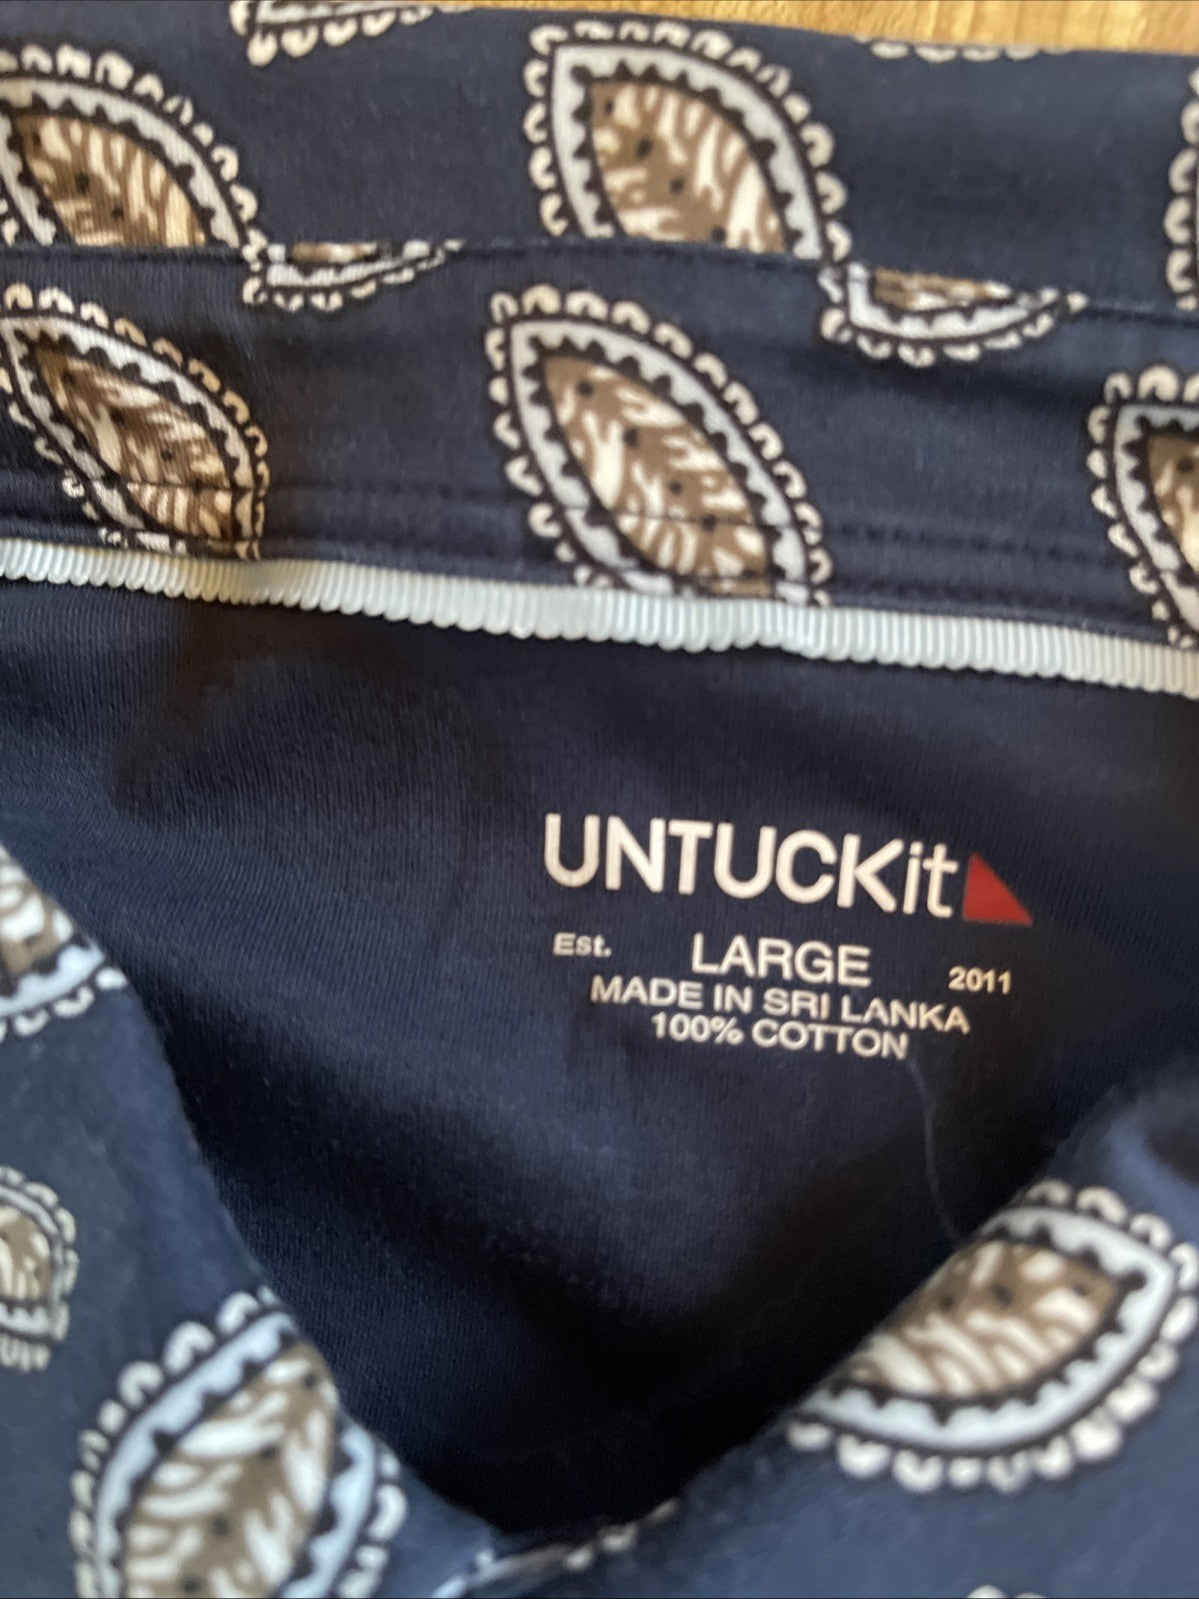 UNTUCKit
Est. LARGE 2011
MADE IN SRI LANKA
100% COTTON